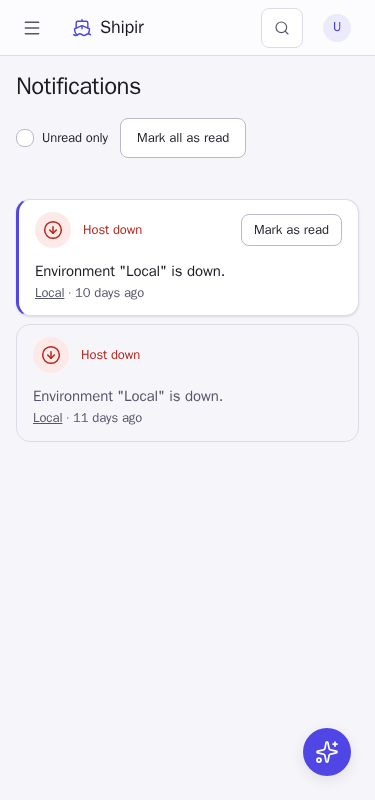 Shipir
U
Notifications
Unread only
Mark all as read
Host down
Mark as read
Environment "Local" is down.
Local · 10 days ago
Host down
Environment "Local" is down.
Local · 11 days ago